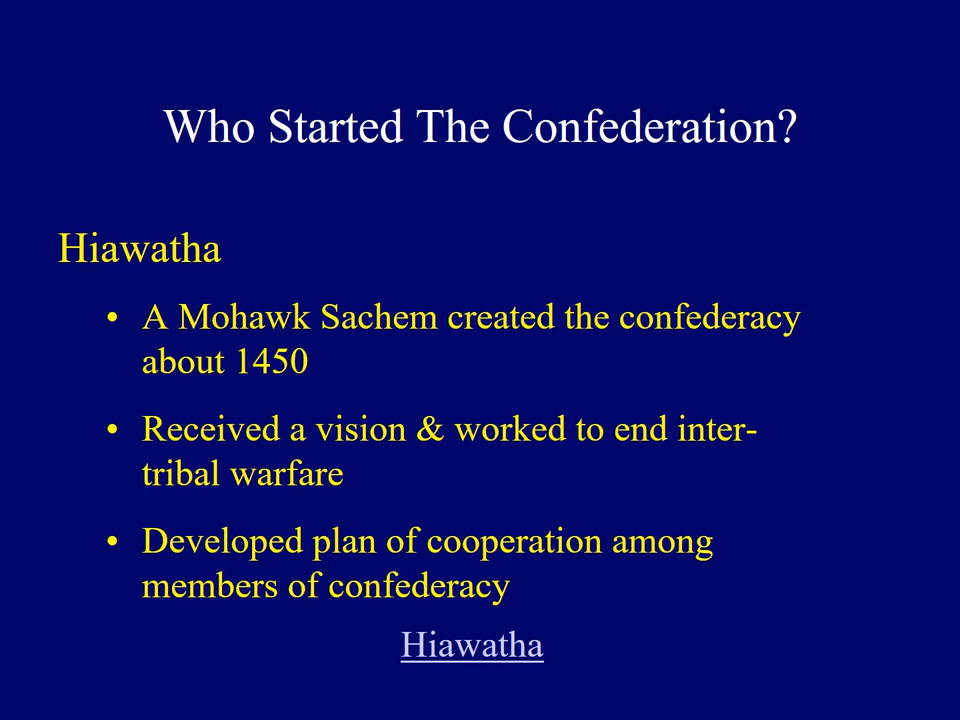 Who Started The Confederation?
Hiawatha
• A Mohawk Sachem created the confederacy
about 1450
• Received a vision & worked to end inter-
tribal warfare
• Developed plan of cooperation among
members of confederacy
Hiawatha